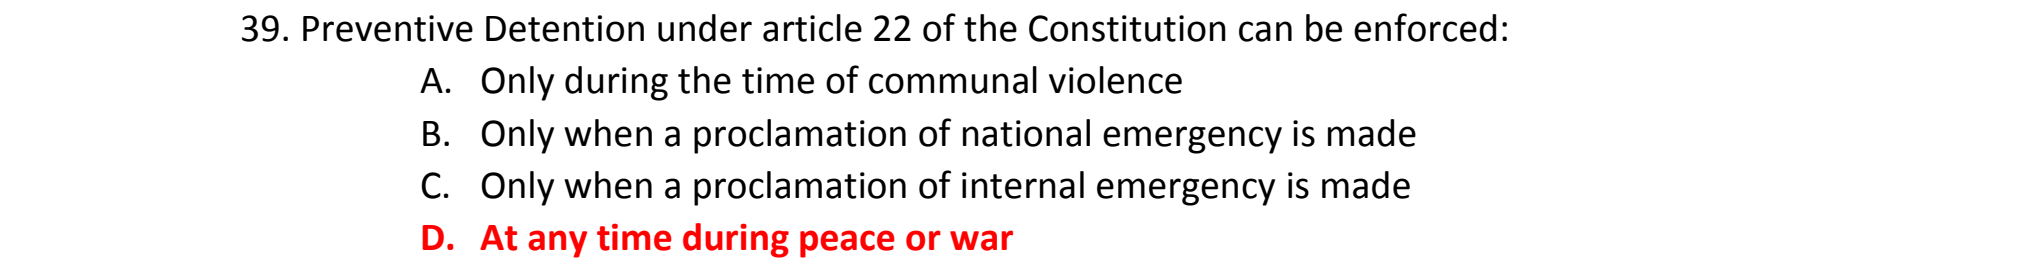 39. Preventive Detention under article 22 of the Constitution can be enforced:
A. Only during the time of communal violence
B. Only when a proclamation of national emergency is made
C. Only when a proclamation of internal emergency is made
D. At any time during peace or war